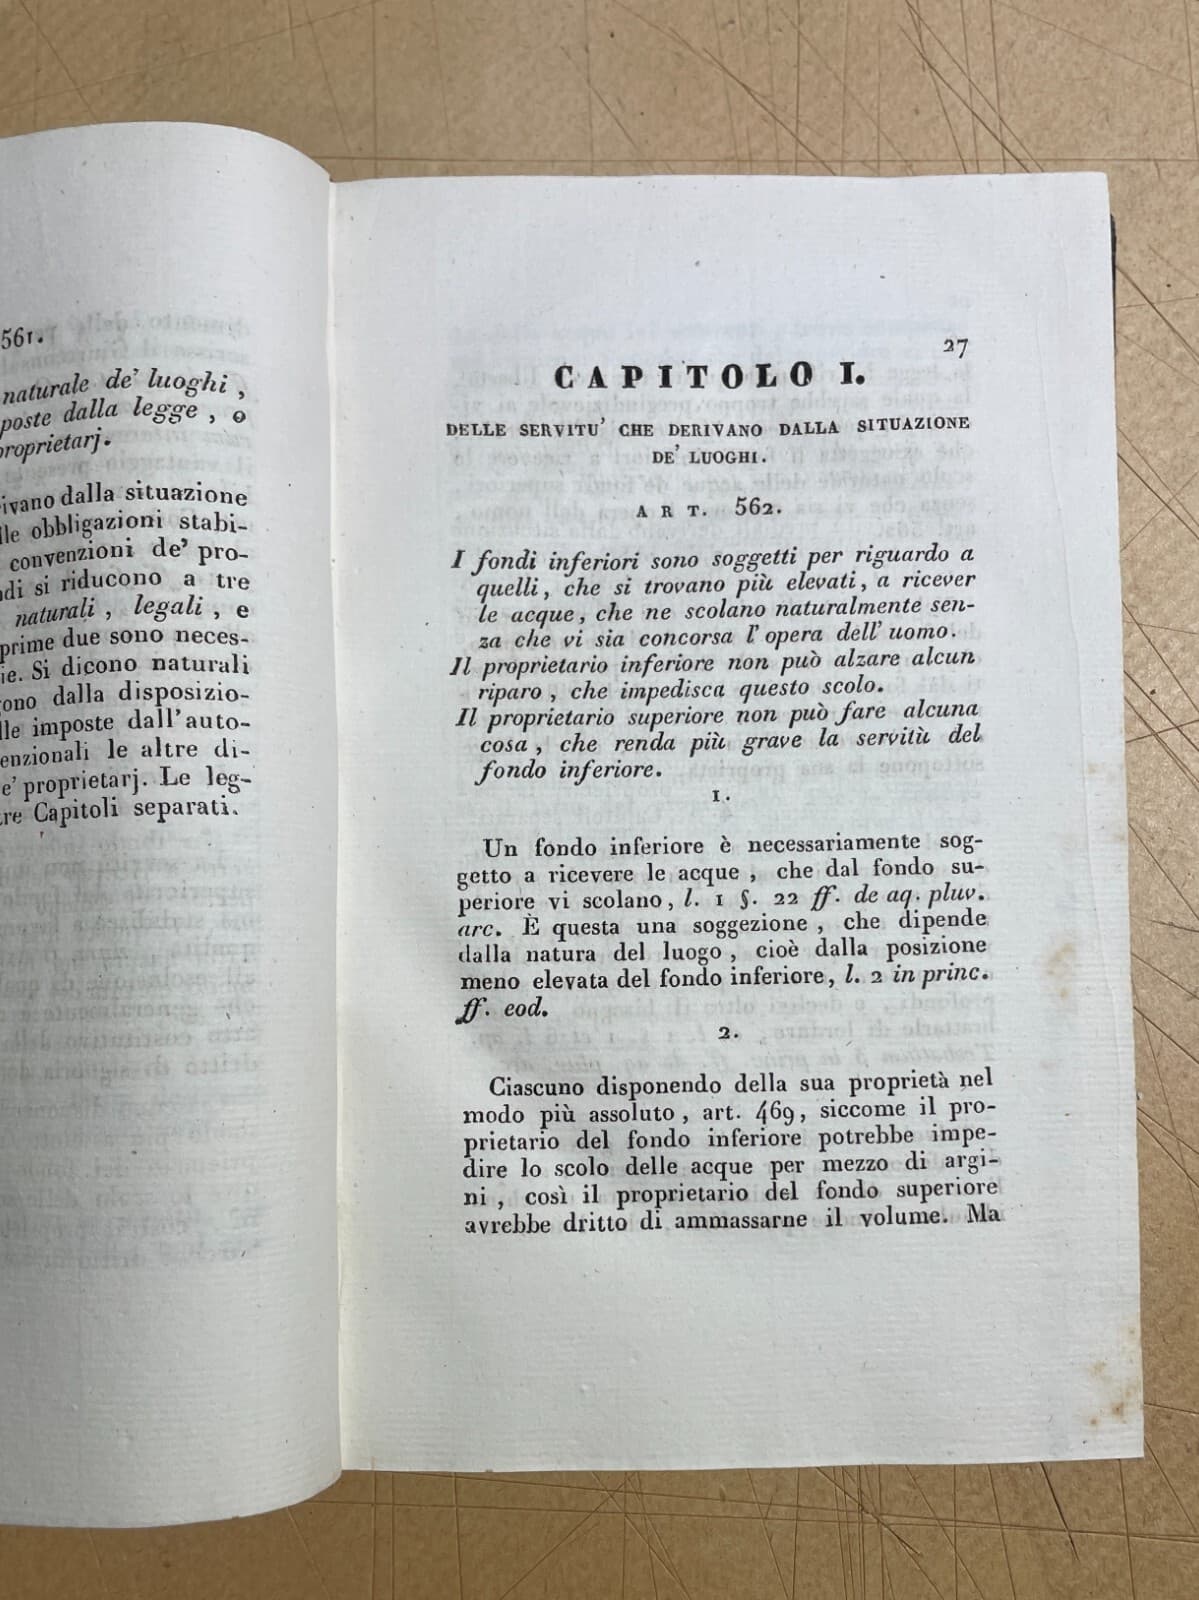 561.
naturale de' luoghi,
poste dalla legge, o
proprietarj.
rivano dalla situazione
lle obbligazioni stabi-
convenzioni de' pro-
ndi si riducono a tre
naturali, legali, e
prime due sono neces-
ie. Si dicono naturali
gono dalla disposizio-
lle imposte dall'auto-
enzionali le altre di-
e' proprietarj. Le leg-
tre Capitoli separati.
27
CAPITOLO I.
DELLE SERVITU' CHE DERIVANO DALLA SITUAZIONE
DE' LUOGHI.
ART. 562.
I fondi inferiori sono soggetti per riguardo a
quelli, che si trovano più elevati, a ricever
le acque, che ne scolano naturalmente sen-
za che vi sia concorsa l'opera dell'uomo.
Il proprietario inferiore non può alzare alcun
riparo, che impedisca questo scolo.
Il proprietario superiore non può fare alcuna
cosa, che renda più grave la servitù del
fondo inferiore.
1.
Un fondo inferiore è necessariamente sog-
getto a ricevere le acque, che dal fondo su-
periore vi scolano, l. 1 §. 22 ff. de aq. pluv.
arc. È questa una soggezione, che dipende
dalla natura del luogo, cioè dalla posizione
meno elevata del fondo inferiore, l. 2 in princ.
ff. eod.
2.
Ciascuno disponendo della sua proprietà nel
modo più assoluto, art. 469, siccome il pro-
prietario del fondo inferiore potrebbe impe-
dire lo scolo delle acque per mezzo di argi-
ni, così il proprietario del fondo superiore
avrebbe dritto di ammassarne il volume. Ma